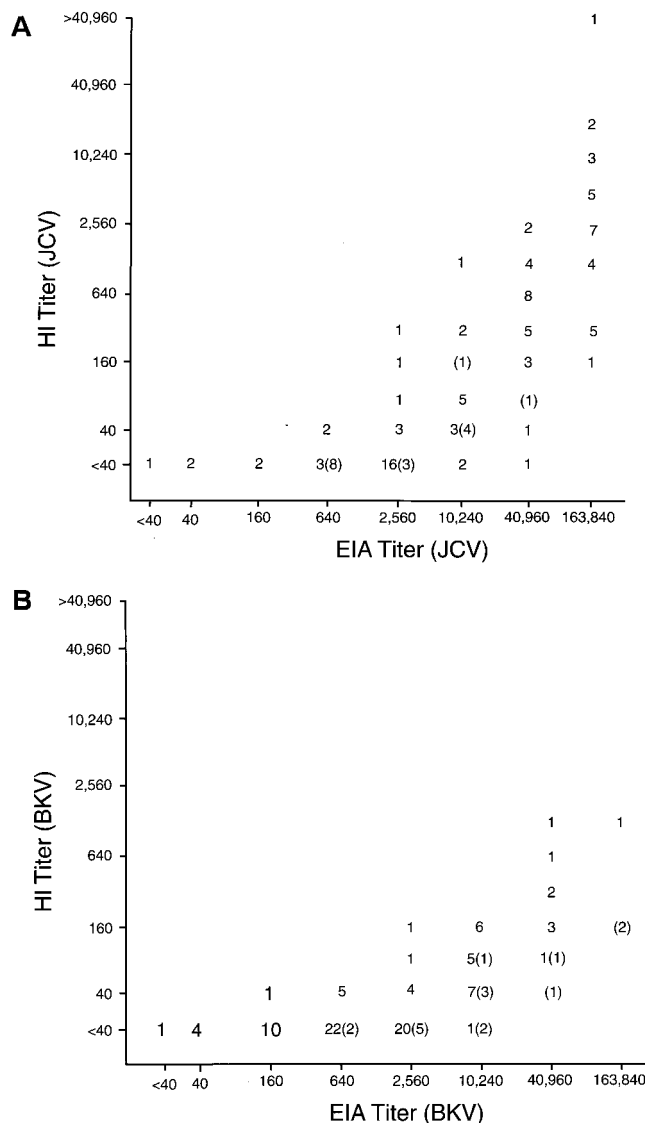 A
>40,960 1
40,960
2
10,240 3
5
2,560 2 7
1 4 4
640 8
1 2 5 5
160 1 (1) 3 1
1 5 (1)
40 2 3 3(4) 1
<40 1 2 2 3(8) 16(3) 2 1
HI Titer (JCV)
<40 40 160 640 2,560 10,240 40,960 163,840
EIA Titer (JCV)
B
>40,960
40,960
10,240
2,560
1 1
640 1
2
160 1 6 3 (2)
1 5(1) 1(1)
40 1 5 4 7(3) (1)
<40 1 4 10 22(2) 20(5) 1(2)
HI Titer (BKV)
<40 40 160 640 2,560 10,240 40,960 163,840
EIA Titer (BKV)